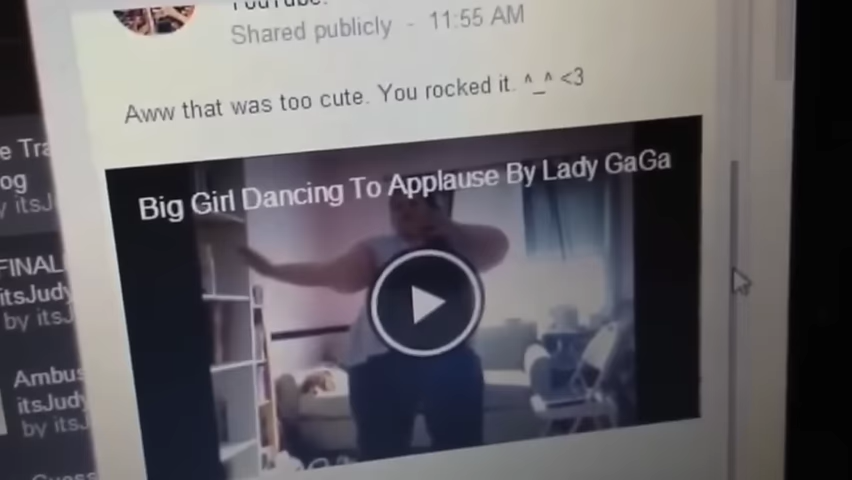 YouTube.
Shared publicly - 11:55 AM
Aww that was too cute. You rocked it. ^_^ <3
Big Girl Dancing To Applause By Lady GaGa
e Tra
og
y itsJ
FINAL
itsJudy
by itsJ
Ambus
itsJudy
by itsJ
Guess